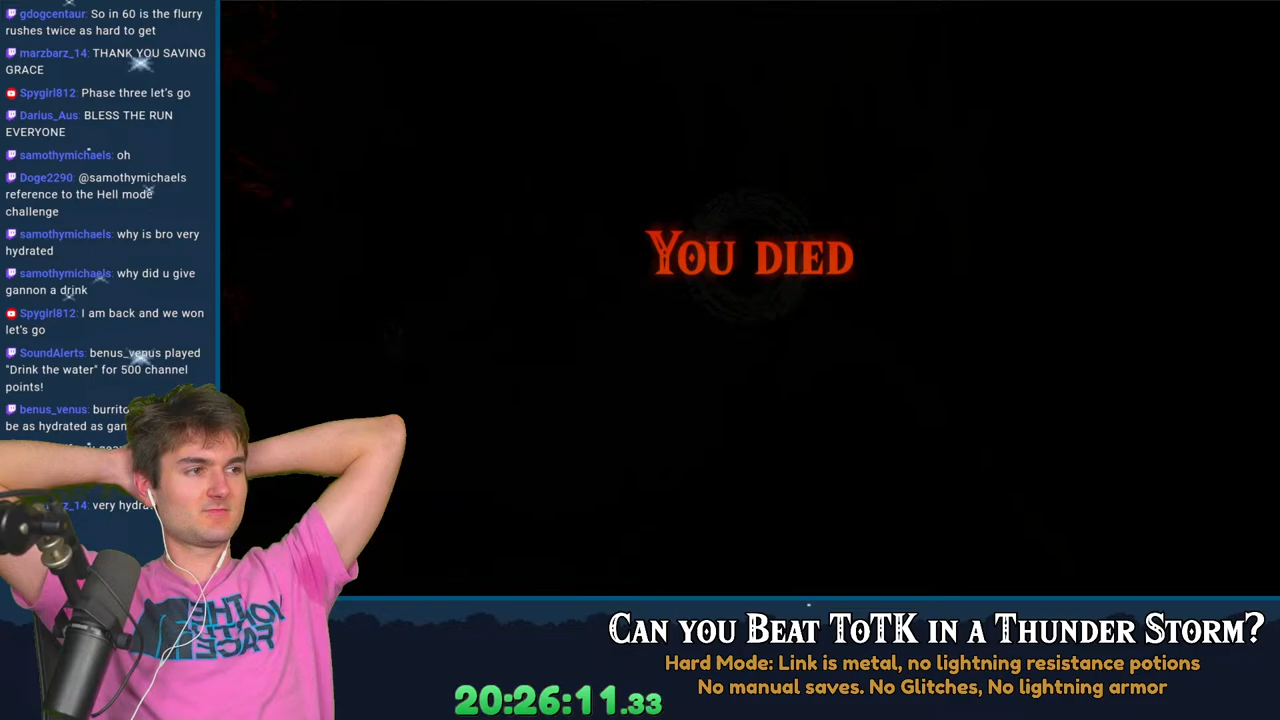 gdogcentaur: So in 60 is the flurry
rushes twice as hard to get
marzbarz_14: THANK YOU SAVING
GRACE
Spygirl812: Phase three let's go
Darius_Aus: BLESS THE RUN
EVERYONE
samothymichaels: oh
Doge2290: @samothymichaels
reference to the Hell mode
challenge
samothymichaels: why is bro very
hydrated
samothymichaels: why did u give
gannon a drink
Spygirl812: I am back and we won
let's go
SoundAlerts: benus_venus played
"Drink the water" for 500 channel
points!
benus_venus: burrito
be as hydrated as
_14: very
YOU DIED
THE
NORTH
FACE
CAN YOU BEAT TOTK IN A THUNDER STORM?
Hard Mode: Link is metal, no lightning resistance potions
No manual saves. No Glitches, No lightning armor
20:26:11.33